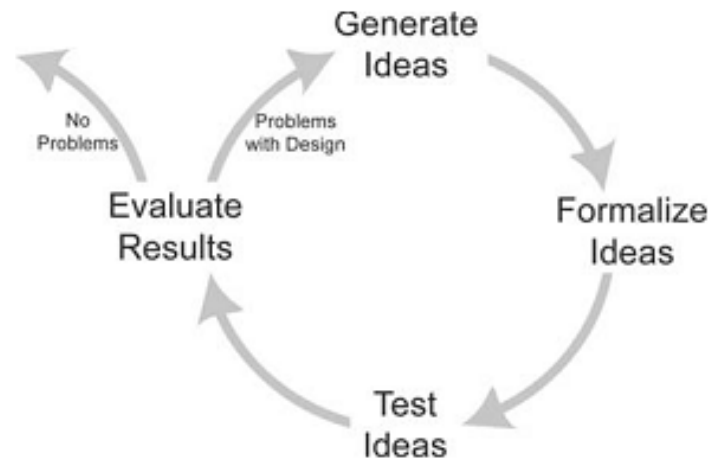 Generate
Ideas
No
Problems
Problems
with Design
Evaluate
Results
Formalize
Ideas
Test
Ideas